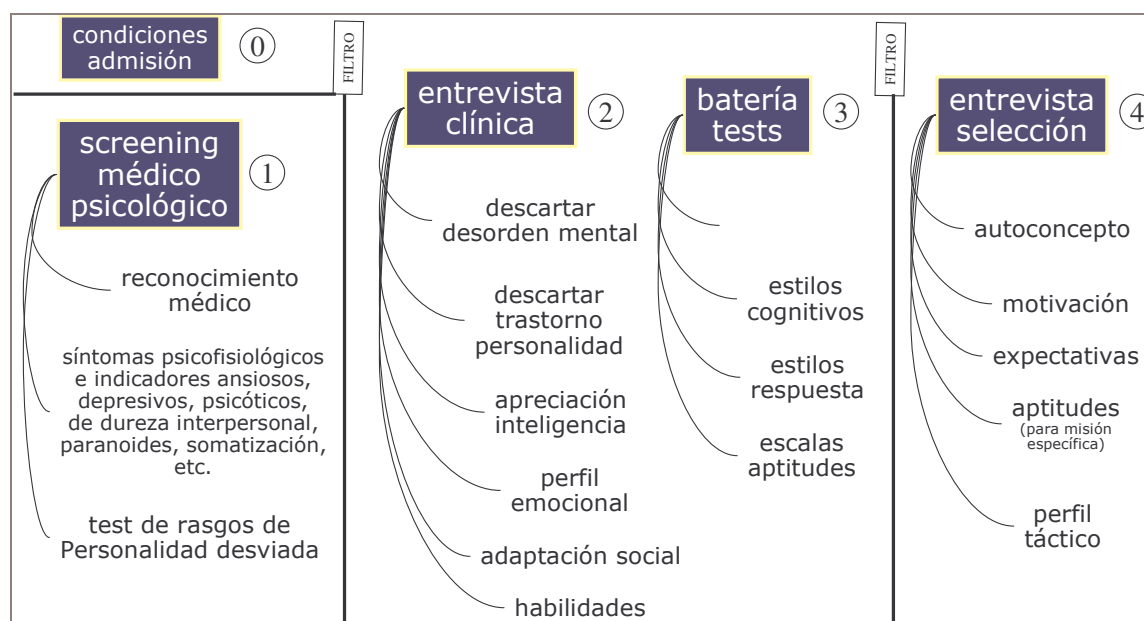 condiciones
admisión
0
FILTRO
screening
médico
psicológico
1
reconocimiento
médico
síntomas psicofisiológicos
e indicadores ansiosos,
depresivos, psicóticos,
de dureza interpersonal,
paranoides, somatización,
etc.
test de rasgos de
Personalidad desviada
entrevista
clínica
2
descartar
desorden mental
descartar
trastorno
personalidad
apreciación
inteligencia
perfil
emocional
adaptación social
habilidades
batería
tests
3
estilos
cognitivos
estilos
respuesta
escalas
aptitudes
FILTRO
entrevista
selección
4
autoconcepto
motivación
expectativas
aptitudes
(para misión
específica)
perfil
táctico